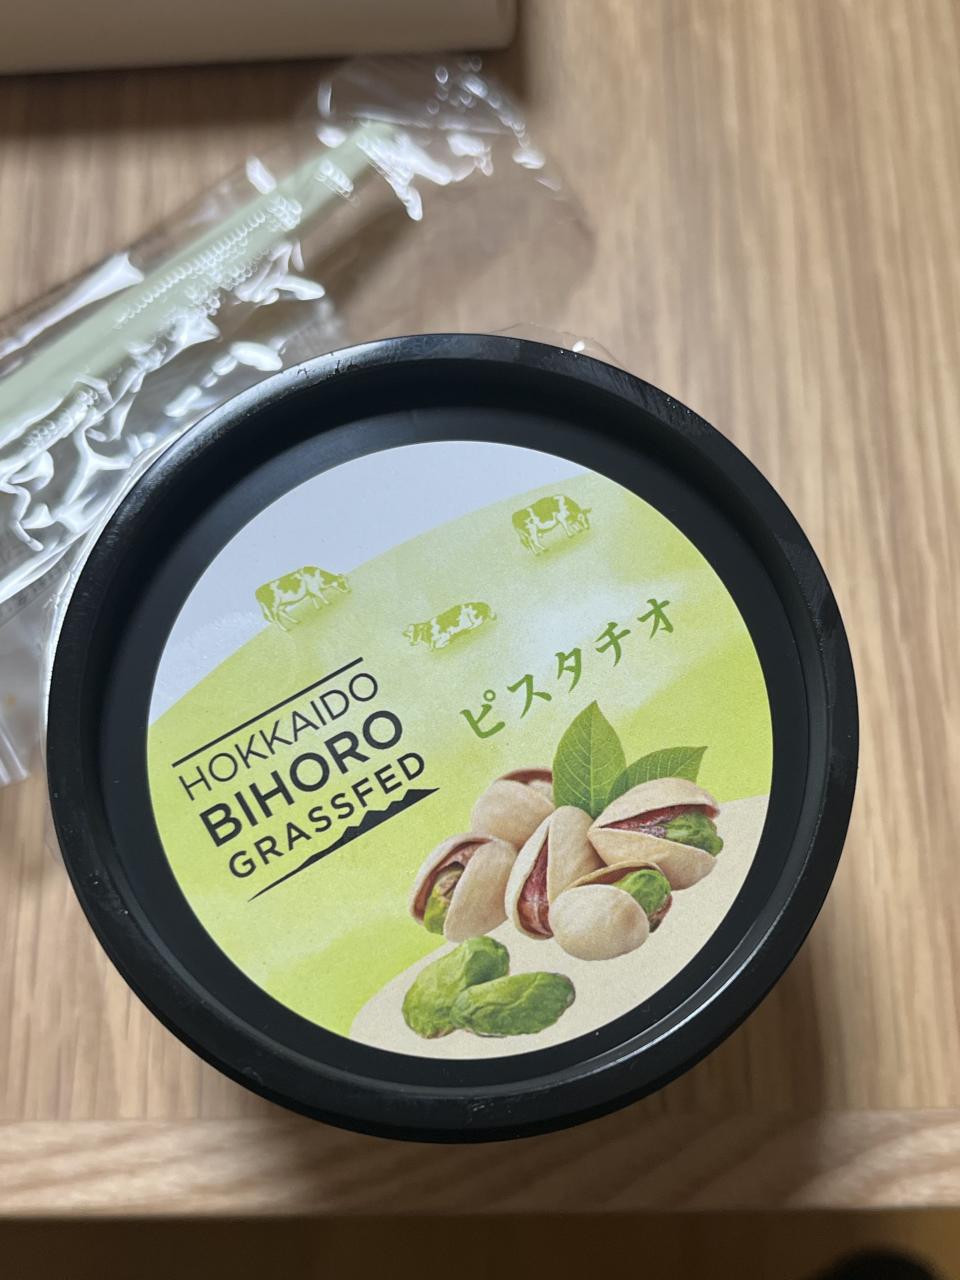 ピスタチオ
HOKKAIDO
BIHORO
GRASSFED